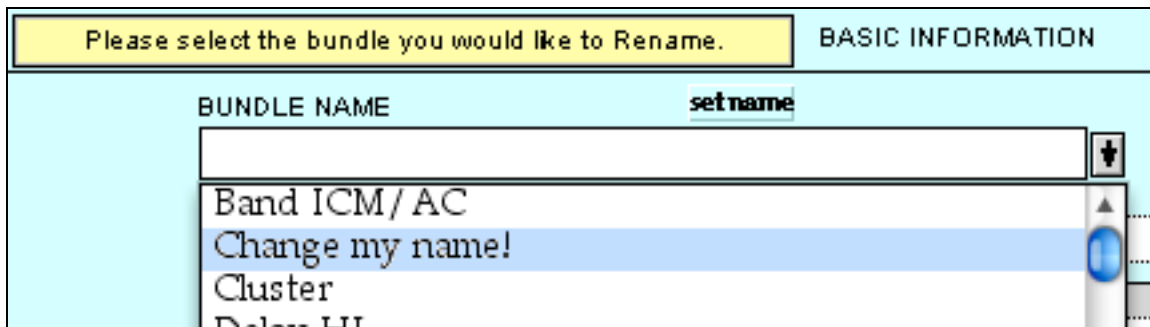 Please select the bundle you would like to Rename.
BASIC INFORMATION
BUNDLE NAME
setname
Band ICM/AC
Change my name!
Cluster